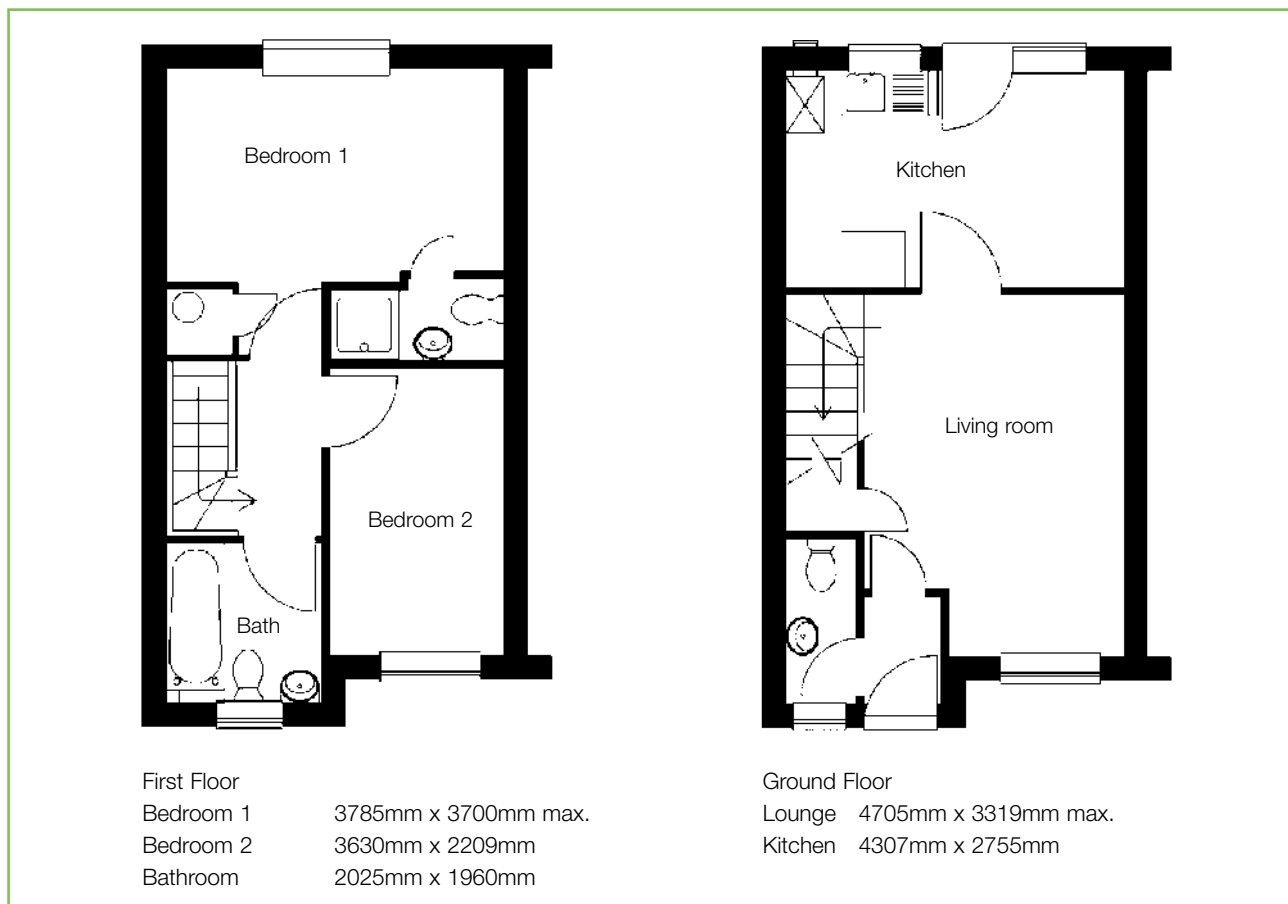 Bedroom 1
Bedroom 2
Bath
First Floor
Bedroom 1 3785mm x 3700mm max.
Bedroom 2 3630mm x 2209mm
Bathroom 2025mm x 1960mm
Kitchen
Living room
Ground Floor
Lounge 4705mm x 3319mm max.
Kitchen 4307mm x 2755mm